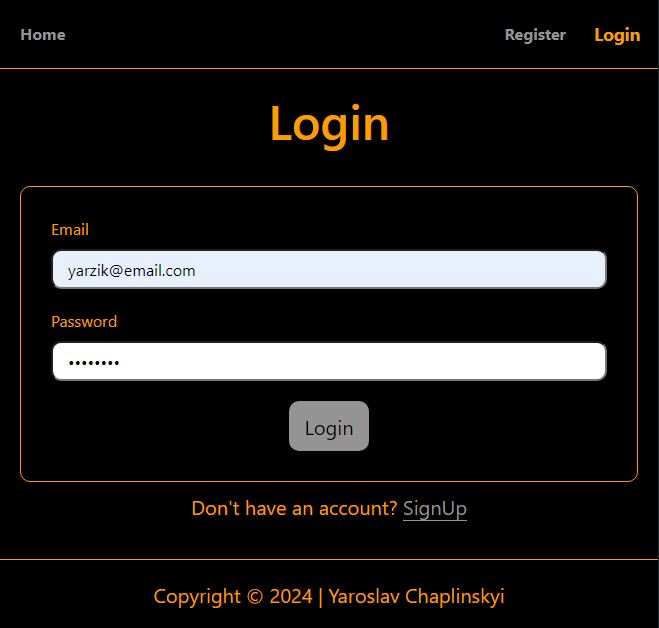 Home Register Login
Login
Email
yarzik@email.com
Password
••••••••
Login
Don't have an account? SignUp
Copyright © 2024 | Yaroslav Chaplinskyi